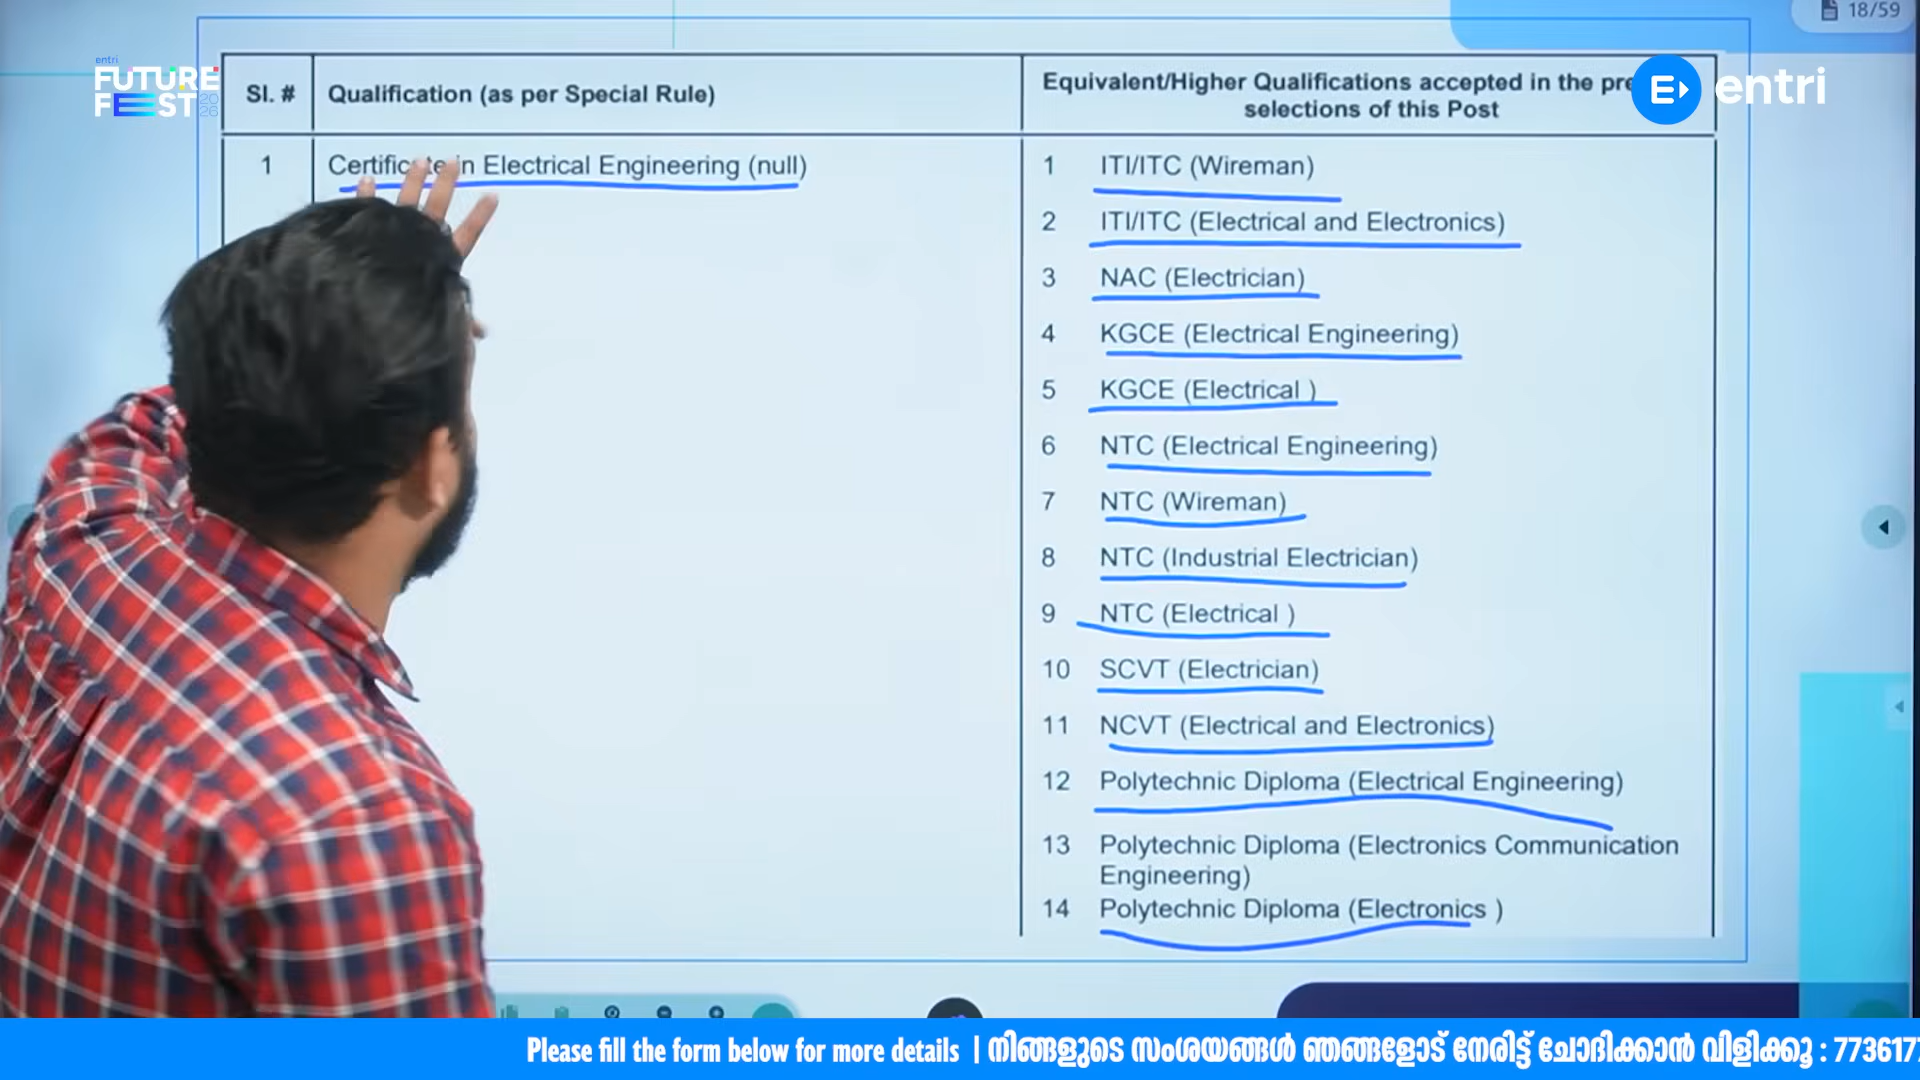 18/59
entri
FUTURE
FEST 2026
entri
Sl. # Qualification (as per Special Rule) Equivalent/Higher Qualifications accepted in the pre
selections of this Post
1 Certificate in Electrical Engineering (null)
1 ITI/ITC (Wireman)
2 ITI/ITC (Electrical and Electronics)
3 NAC (Electrician)
4 KGCE (Electrical Engineering)
5 KGCE (Electrical )
6 NTC (Electrical Engineering)
7 NTC (Wireman)
8 NTC (Industrial Electrician)
9 NTC (Electrical )
10 SCVT (Electrician)
11 NCVT (Electrical and Electronics)
12 Polytechnic Diploma (Electrical Engineering)
13 Polytechnic Diploma (Electronics Communication
Engineering)
14 Polytechnic Diploma (Electronics )
Please fill the form below for more details | നിങ്ങളുടെ സംശയങ്ങൾ ഞങ്ങളോട് നേരിട്ട് ചോദിക്കാൻ വിളിക്കൂ : 773617